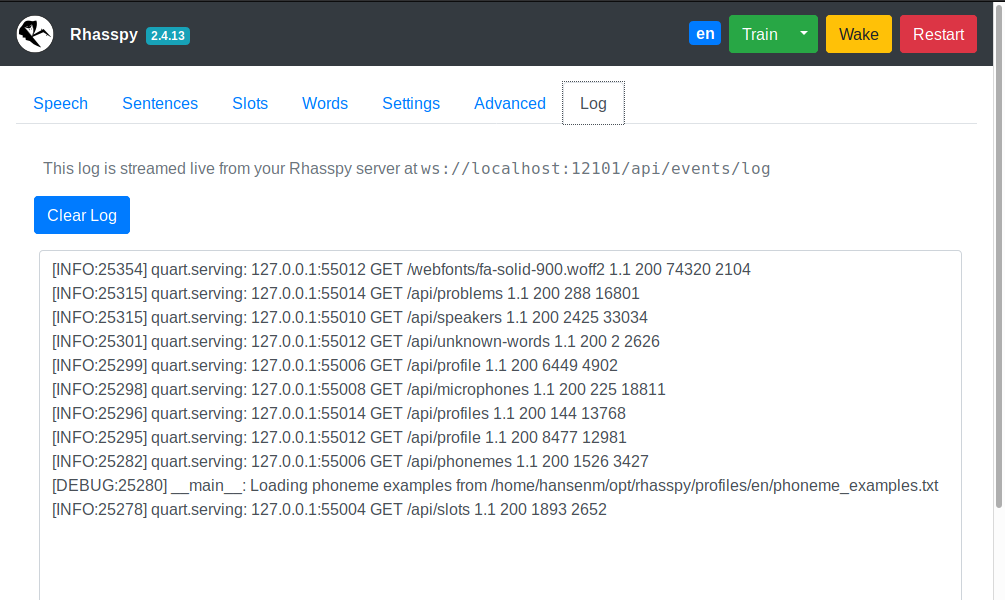 Rhasspy 2.4.13 en Train Wake Restart
Speech Sentences Slots Words Settings Advanced Log
This log is streamed live from your Rhasspy server at ws://localhost:12101/api/events/log
Clear Log
[INFO:25354] quart.serving: 127.0.0.1:55012 GET /webfonts/fa-solid-900.woff2 1.1 200 74320 2104
[INFO:25315] quart.serving: 127.0.0.1:55014 GET /api/problems 1.1 200 288 16801
[INFO:25315] quart.serving: 127.0.0.1:55010 GET /api/speakers 1.1 200 2425 33034
[INFO:25301] quart.serving: 127.0.0.1:55012 GET /api/unknown-words 1.1 200 2 2626
[INFO:25299] quart.serving: 127.0.0.1:55006 GET /api/profile 1.1 200 6449 4902
[INFO:25298] quart.serving: 127.0.0.1:55008 GET /api/microphones 1.1 200 225 18811
[INFO:25296] quart.serving: 127.0.0.1:55014 GET /api/profiles 1.1 200 144 13768
[INFO:25295] quart.serving: 127.0.0.1:55012 GET /api/profile 1.1 200 8477 12981
[INFO:25282] quart.serving: 127.0.0.1:55006 GET /api/phonemes 1.1 200 1526 3427
[DEBUG:25280] __main__: Loading phoneme examples from /home/hansenm/opt/rhasspy/profiles/en/phoneme_examples.txt
[INFO:25278] quart.serving: 127.0.0.1:55004 GET /api/slots 1.1 200 1893 2652